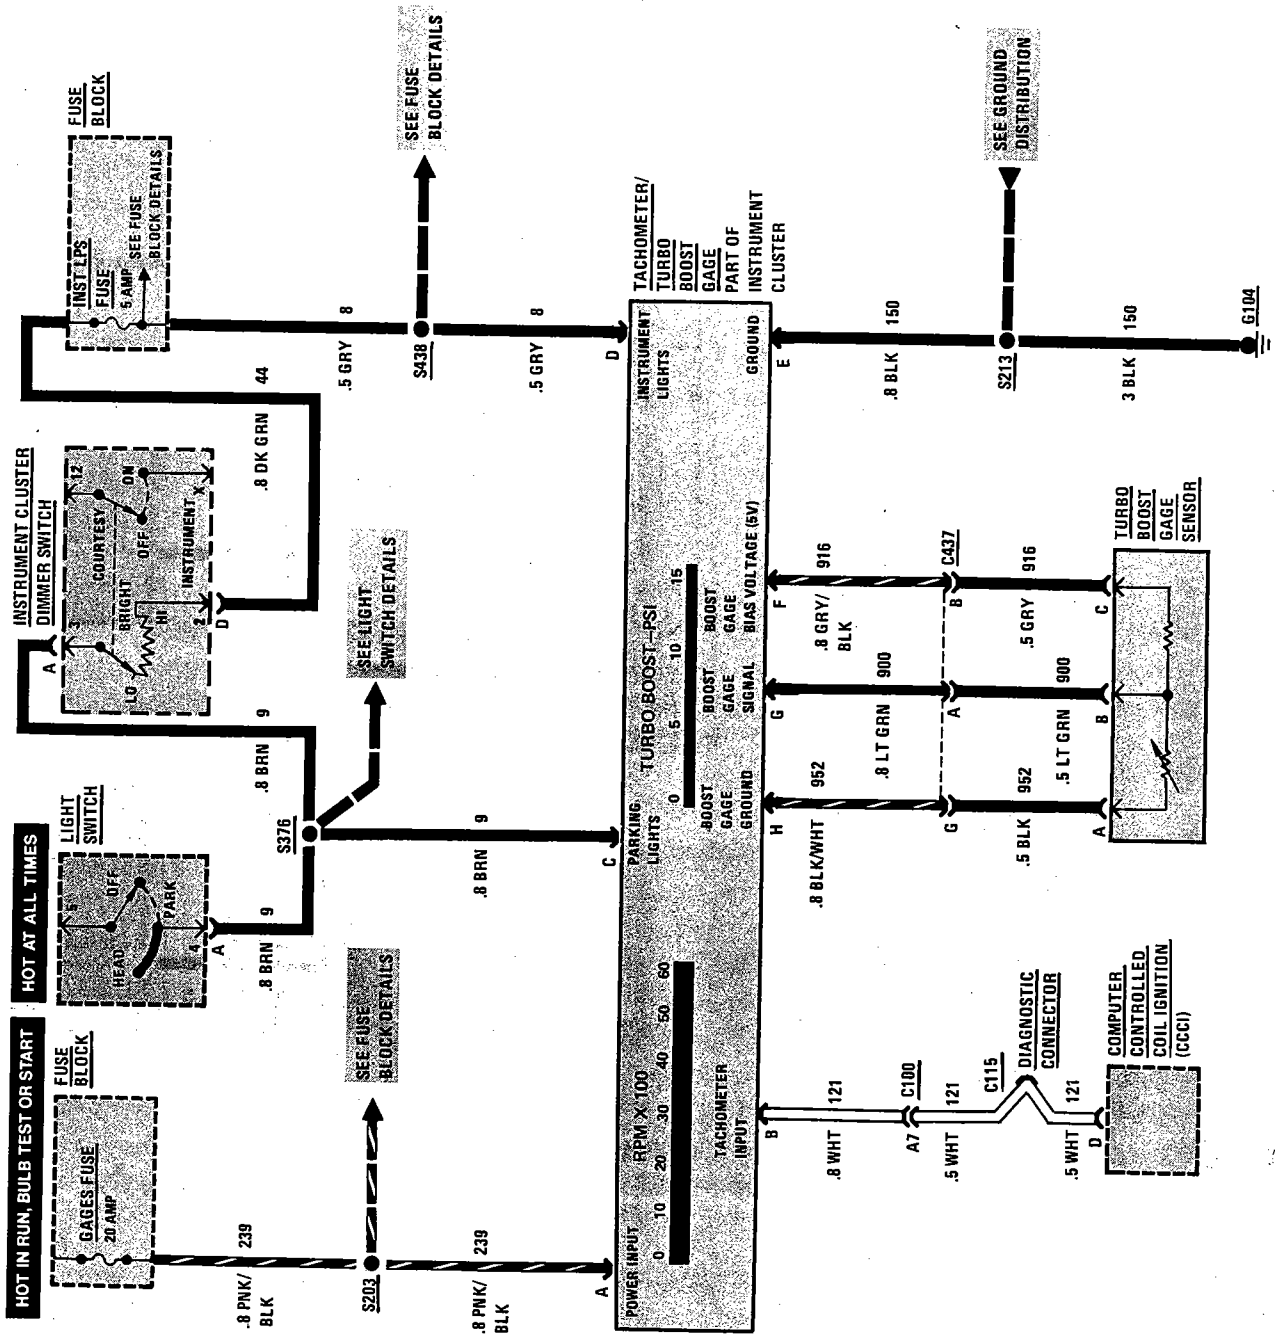 HOT IN RUN, BULB TEST OR START
HOT AT ALL TIMES
FUSE
BLOCK
GAGES FUSE
20 AMP
LIGHT
SWITCH
5
OFF
HEAD
PARK
4
A
INSTRUMENT CLUSTER
DIMMER SWITCH
A
3
12
COURTESY
BRIGHT
LO
HI
OFF
ON
INSTRUMENT
2
X
D
FUSE
BLOCK
INST LPS
FUSE
5 AMP
SEE FUSE
BLOCK DETAILS
.8 PNK/
BLK
239
.8 BRN
9
.8 BRN
9
.8 DK GRN
44
S203
SEE FUSE
BLOCK DETAILS
S376
SEE LIGHT
SWITCH DETAILS
.5 GRY
8
S438
SEE FUSE
BLOCK DETAILS
.8 PNK/
BLK
239
.8 BRN
9
.5 GRY
8
A
C
D
TACHOMETER/
TURBO
BOOST
GAGE
PART OF
INSTRUMENT
CLUSTER
POWER INPUT
PARKING
LIGHTS
INSTRUMENT
LIGHTS
RPM X 100
0 10 20 30 40 50 60
TURBO BOOST-PSI
0 5 10 15
TACHOMETER
INPUT
BOOST
GAGE
GROUND
BOOST
GAGE
SIGNAL
BOOST
GAGE
BIAS VOLTAGE (5V)
GROUND
B
H
G
F
E
.8 WHT
121
.8 BLK/WHT
952
.8 LT GRN
900
.8 GRY/
BLK
916
.8 BLK
150
A7
C100
G
A
B
C437
S213
SEE GROUND
DISTRIBUTION
.5 WHT
121
C115
DIAGNOSTIC
CONNECTOR
.5 WHT
121
.5 BLK
952
.5 LT GRN
900
.5 GRY
916
3 BLK
150
D
A
B
C
COMPUTER
CONTROLLED
COIL IGNITION
(CCCI)
TURBO
BOOST
GAGE
SENSOR
G104